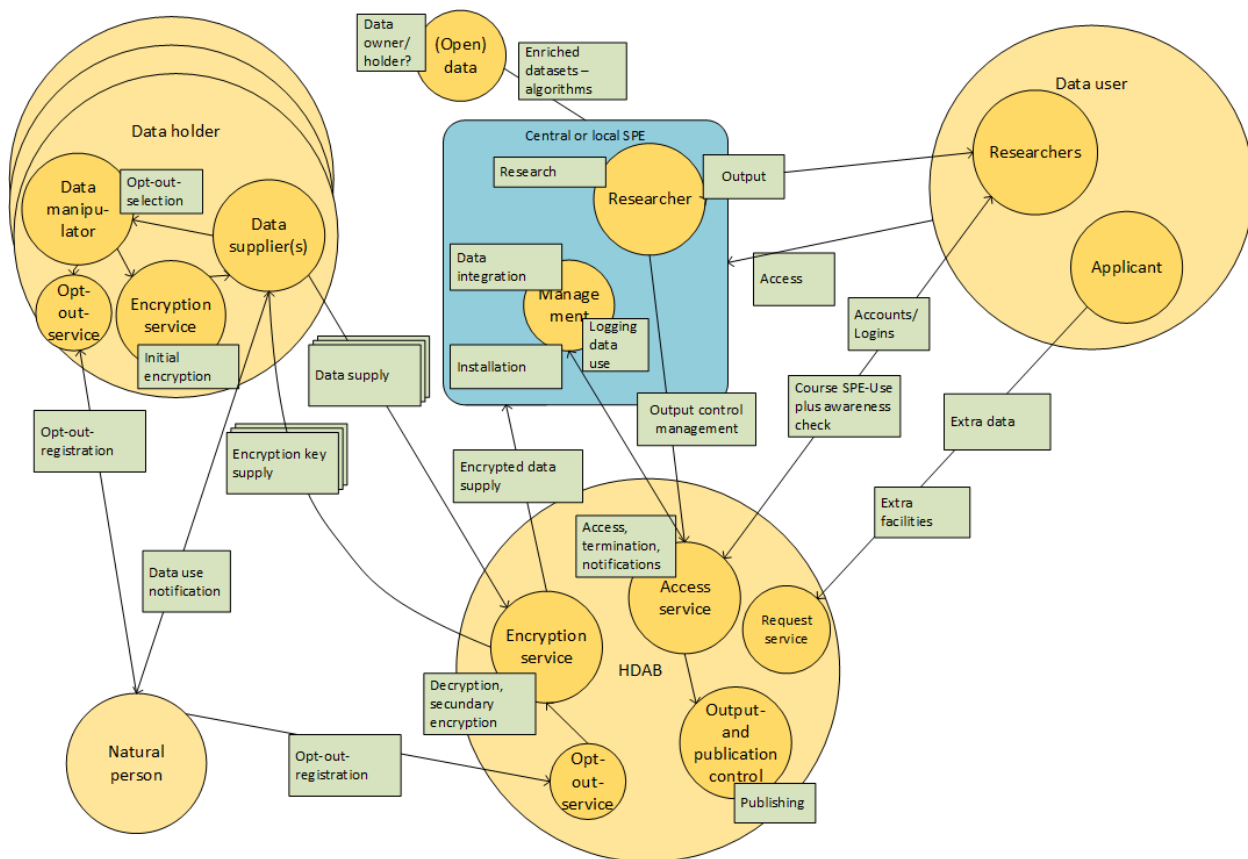 Data
owner/
holder?
(Open)
data
Enriched
datasets –
algorithms
Data holder
Data
manipu-
lator
Opt-out-
selection
Data
supplier(s)
Opt-
out-
service
Encryption
service
Initial
encryption
Central or local SPE
Research
Researcher
Output
Data
integration
Manage
ment
Logging
data
use
Installation
Data user
Researchers
Applicant
Access
Accounts/
Logins
Data supply
Opt-out-
registration
Encryption key
supply
Encrypted data
supply
Output control
management
Course SPE-Use
plus awareness
check
Extra data
Extra
facilities
Data use
notification
Access,
termination,
notifications
Access
service
Request
service
Encryption
service
HDAB
Decryption,
secundary
encryption
Output-
and
publication
control
Publishing
Opt-
out-
service
Natural
person
Opt-out-
registration